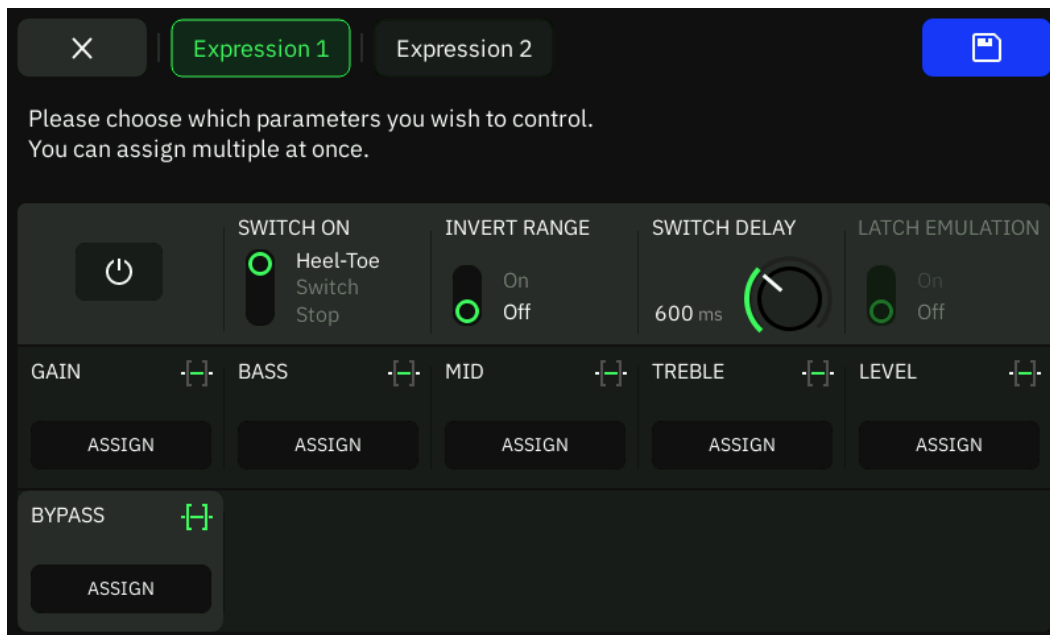 Expression 1
Expression 2
Please choose which parameters you wish to control.
You can assign multiple at once.
SWITCH ON
Heel-Toe
Switch
Stop
INVERT RANGE
On
Off
SWITCH DELAY
600 ms
LATCH EMULATION
On
Off
GAIN
BASS
MID
TREBLE
LEVEL
ASSIGN
ASSIGN
ASSIGN
ASSIGN
ASSIGN
BYPASS
ASSIGN